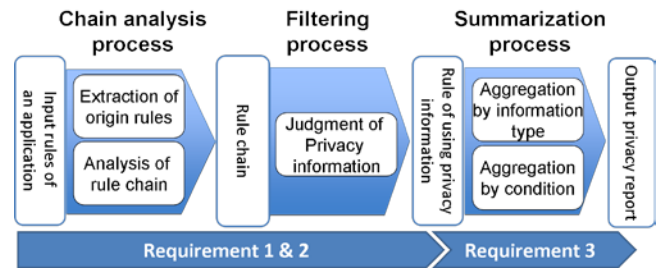 Chain analysis
process
Filtering
process
Summarization
process
Input rules of
an application
Extraction of
origin rules
Analysis of
rule chain
Rule chain
Judgment of
Privacy
information
Rule of using privacy
information
Aggregation
by information
type
Aggregation
by condition
Output privacy report
Requirement 1 & 2
Requirement 3